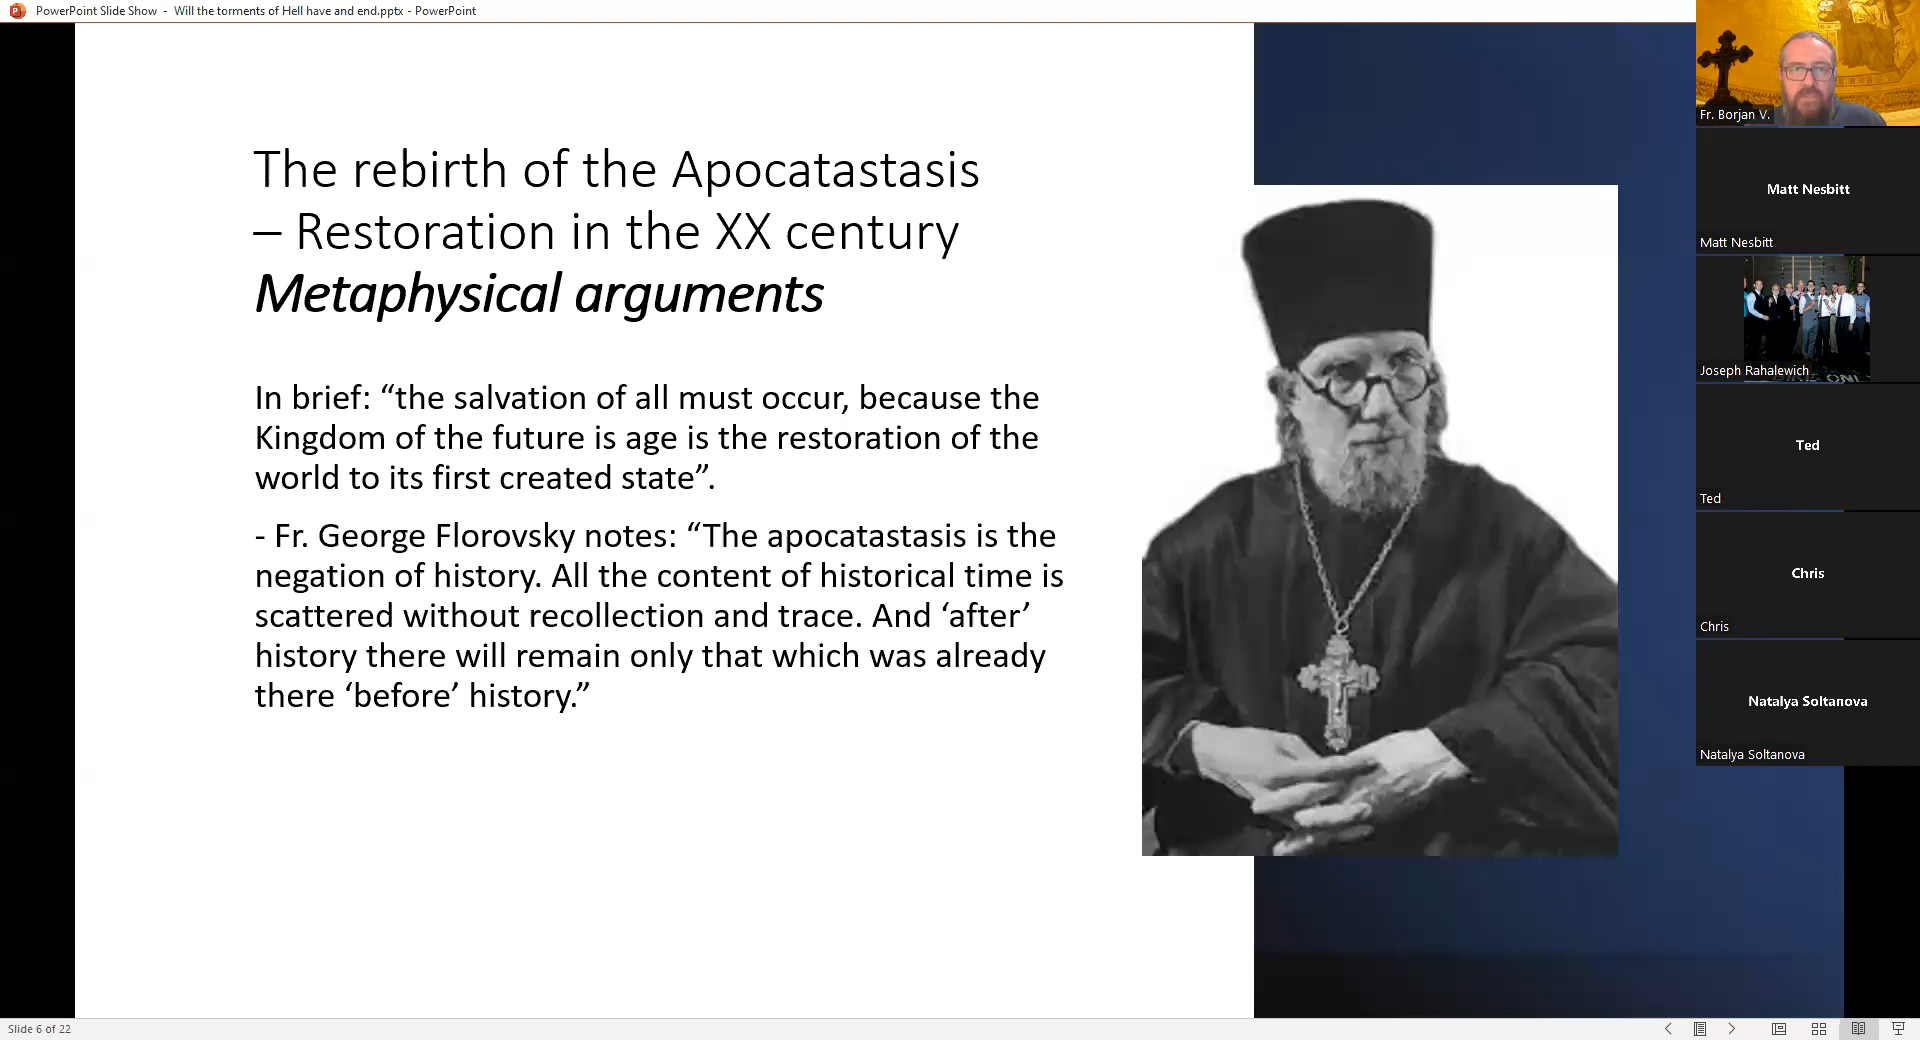 PowerPoint Slide Show - Will the torments of Hell have and end.pptx - PowerPoint
The rebirth of the Apocatastasis
– Restoration in the XX century
Metaphysical arguments
In brief: “the salvation of all must occur, because the
Kingdom of the future is age is the restoration of the
world to its first created state”.
- Fr. George Florovsky notes: “The apocatastasis is the
negation of history. All the content of historical time is
scattered without recollection and trace. And ‘after’
history there will remain only that which was already
there ‘before’ history.”
Fr. Borjan V.
Matt Nesbitt
Matt Nesbitt
Joseph Rahalewich
Ted
Ted
Chris
Chris
Natalya Soltanova
Natalya Soltanova
Slide 6 of 22